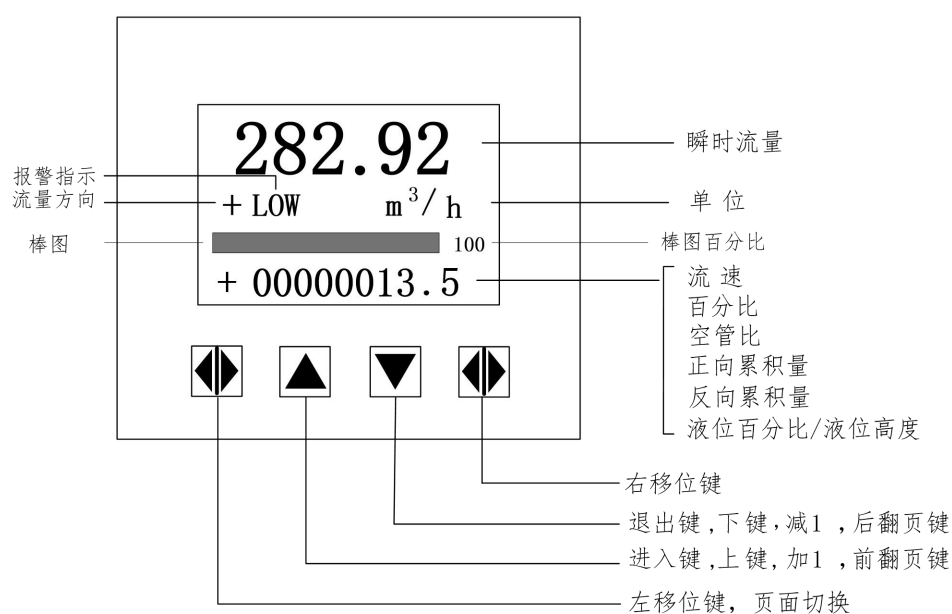 282.92
瞬时流量
报警指示
流量方向
+ LOW
m³/h
单 位
棒图
100
棒图百分比
+ 00000013.5
流 速
百分比
空管比
正向累积量
反向累积量
液位百分比/液位高度
右移位键
退出键,下键,减1 ,后翻页键
进入键,上键,加1 ,前翻页键
左移位键, 页面切换